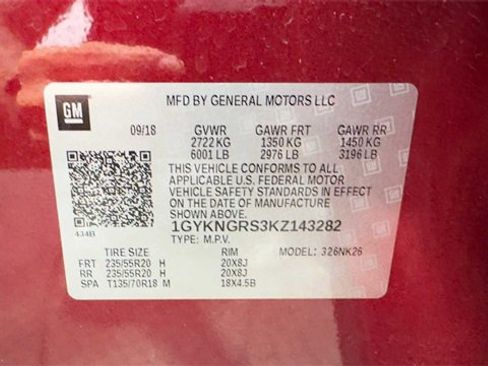 GM
MFD BY GENERAL MOTORS LLC
09/18 GVWR GAWR FRT GAWR RR
2722 KG 1350 KG 1450 KG
6001 LB 2976 LB 3196 LB
THIS VEHICLE CONFORMS TO ALL
APPLICABLE U.S. FEDERAL MOTOR
VEHICLE SAFETY STANDARDS IN EFFECT
ON THE DATE OF MANUFACTURE
SHOWN ABOVE.
1GYKNGRS3KZ143282
434B
TYPE: M.P.V.
TIRE SIZE RIM MODEL: 326NK26
FRT 235/55R20 H 20X8J
RR 235/55R20 H 20X8J
SPA T135/70R18 M 18X4.5B